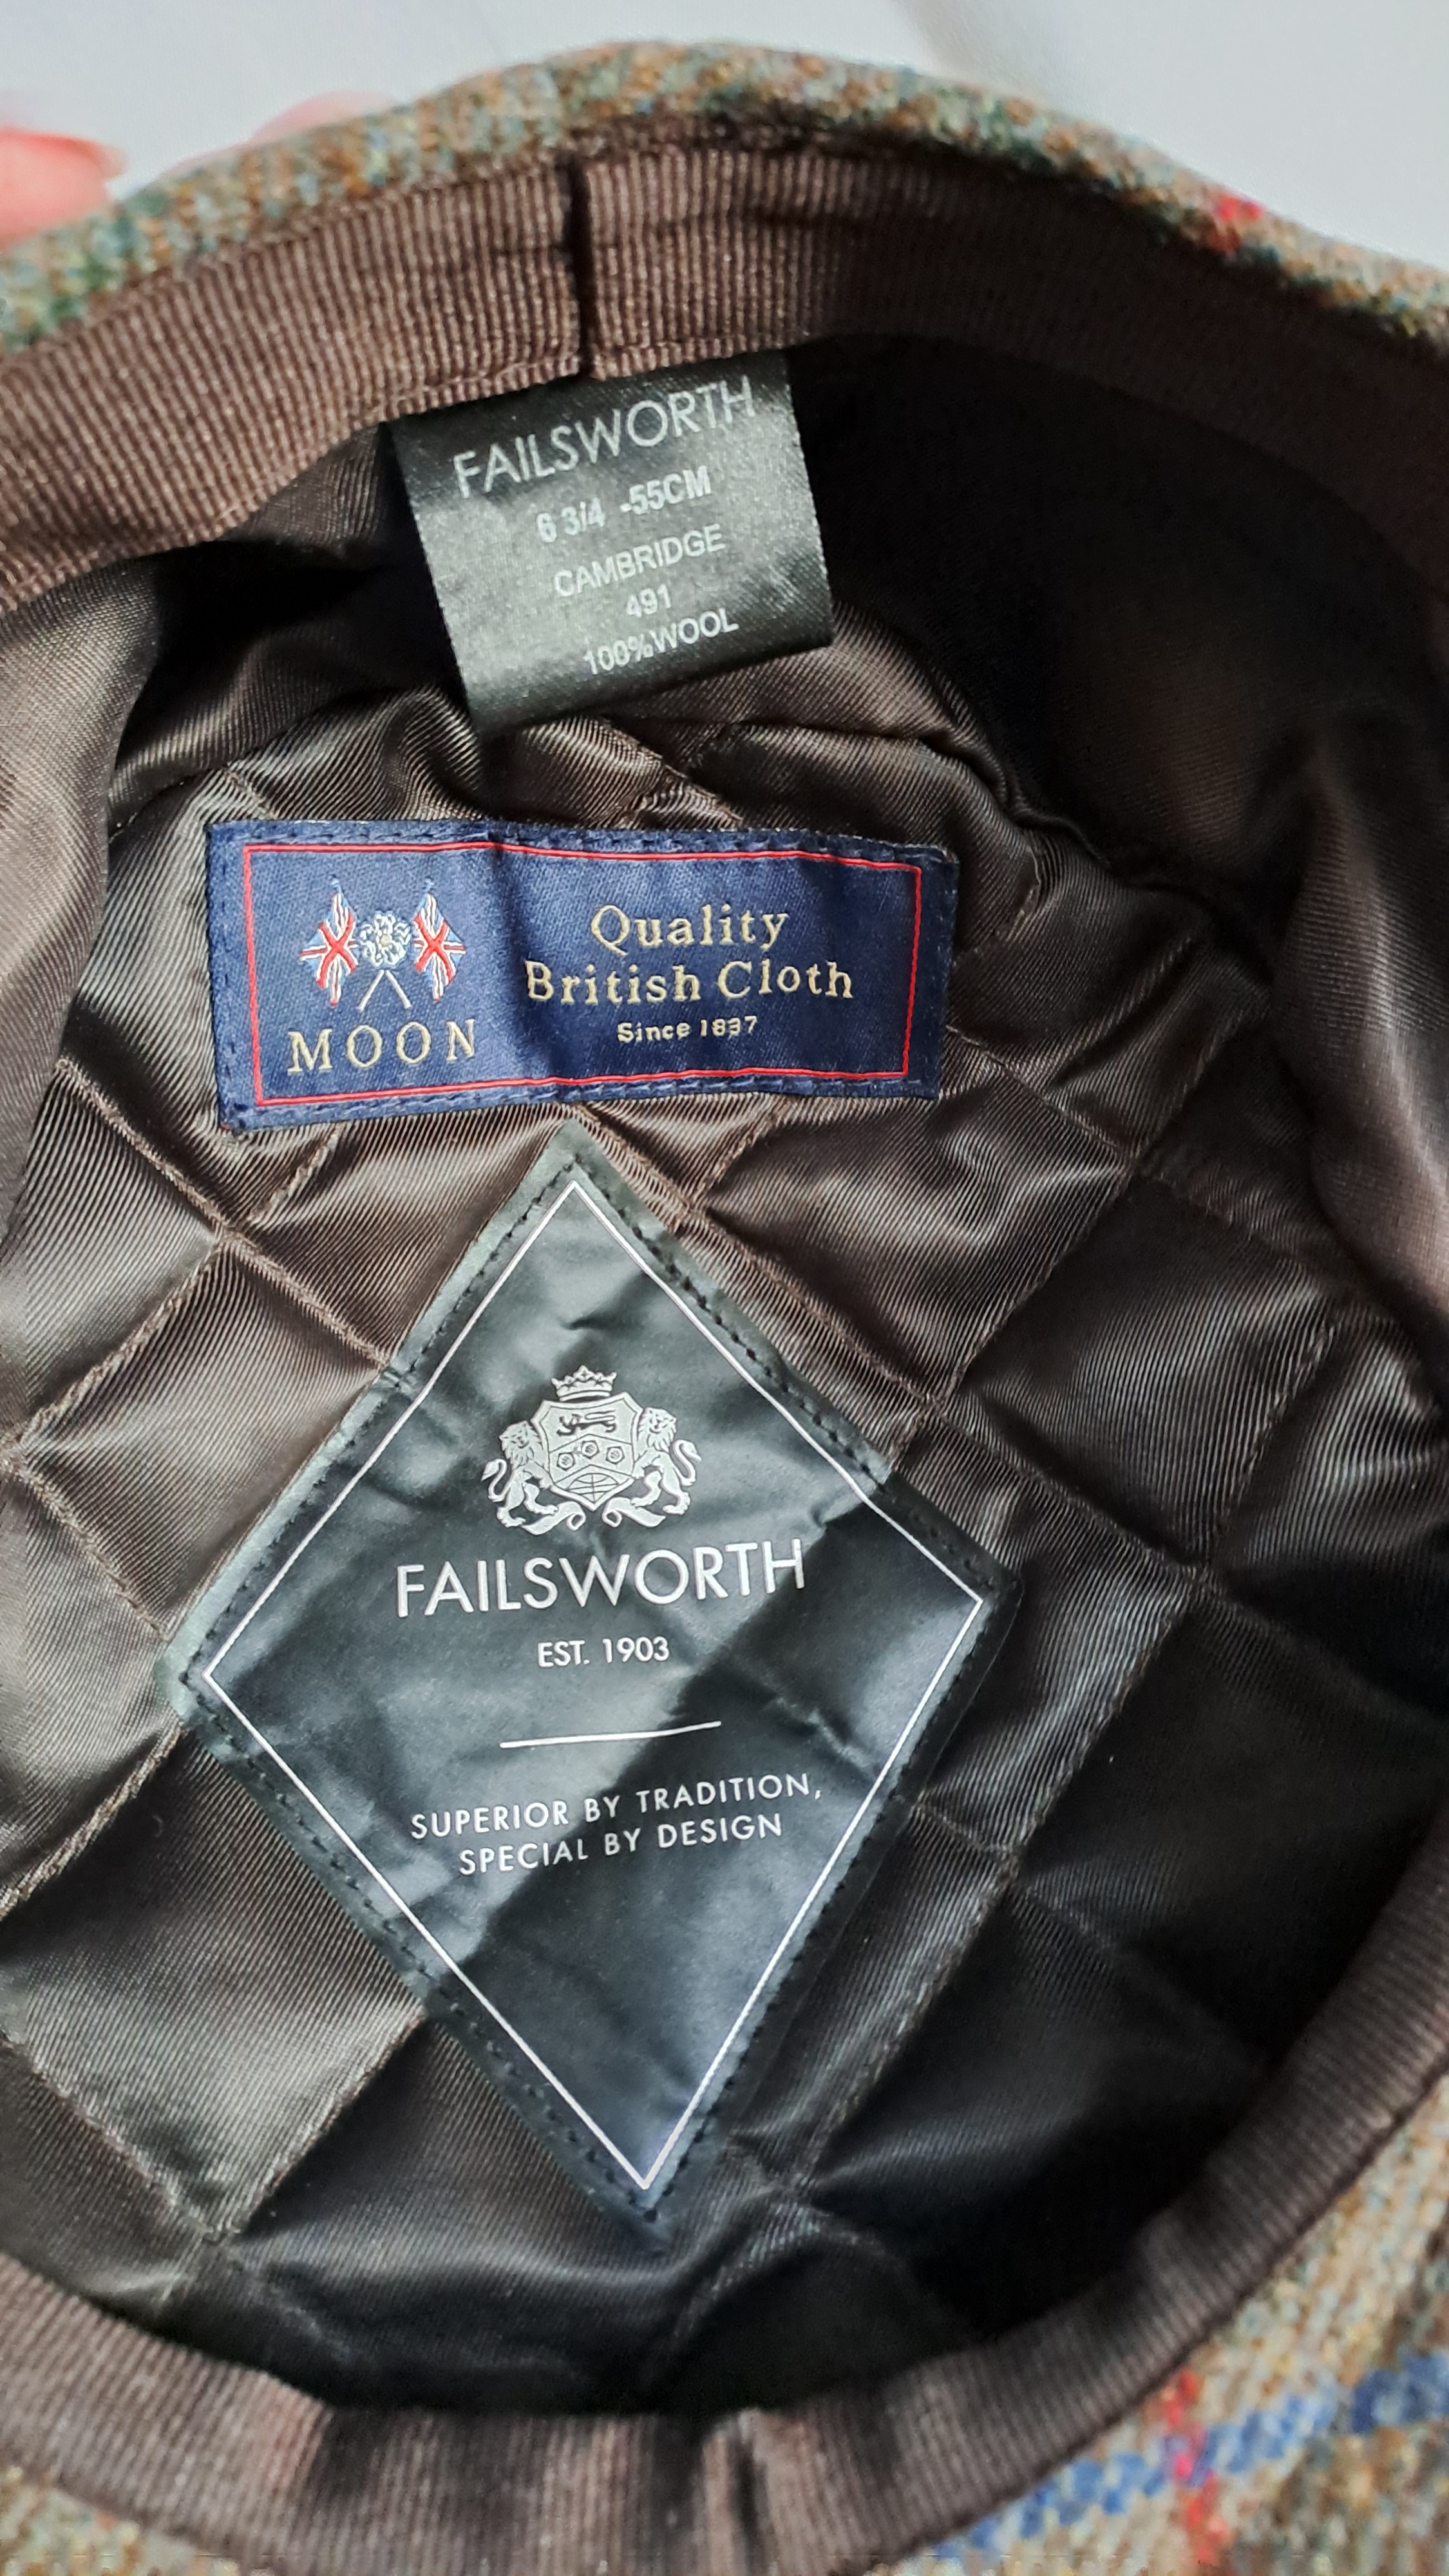 FAILSWORTH
6 3/4 -55CM
CAMBRIDGE
491
100%WOOL
MOON
Quality
British Cloth
Since 1837
FAILSWORTH
EST. 1903
SUPERIOR BY TRADITION,
SPECIAL BY DESIGN